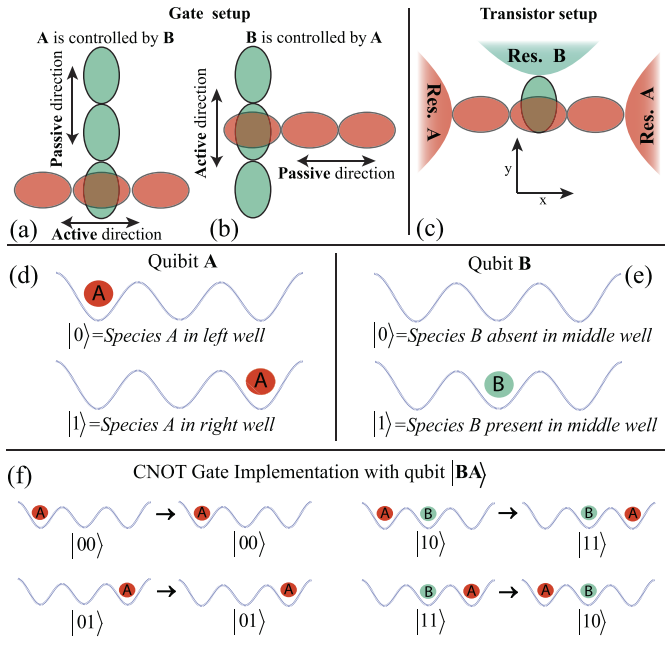 Gate setup
A is controlled by B
B is controlled by A
Passive direction
Active direction
Active direction
Passive direction
(a)
(b)
Transistor setup
Res. B
Res. A
Res. A
y
x
(c)
(d)
Quibit A
A
|0⟩=Species A in left well
A
|1⟩=Species A in right well
Qubit B
(e)
|0⟩=Species B absent in middle well
B
|1⟩=Species B present in middle well
(f)
CNOT Gate Implementation with qubit |BA⟩
A → A
|00⟩ |00⟩
A B → B A
|10⟩ |11⟩
A → A
|01⟩ |01⟩
B A → A B
|11⟩ |10⟩